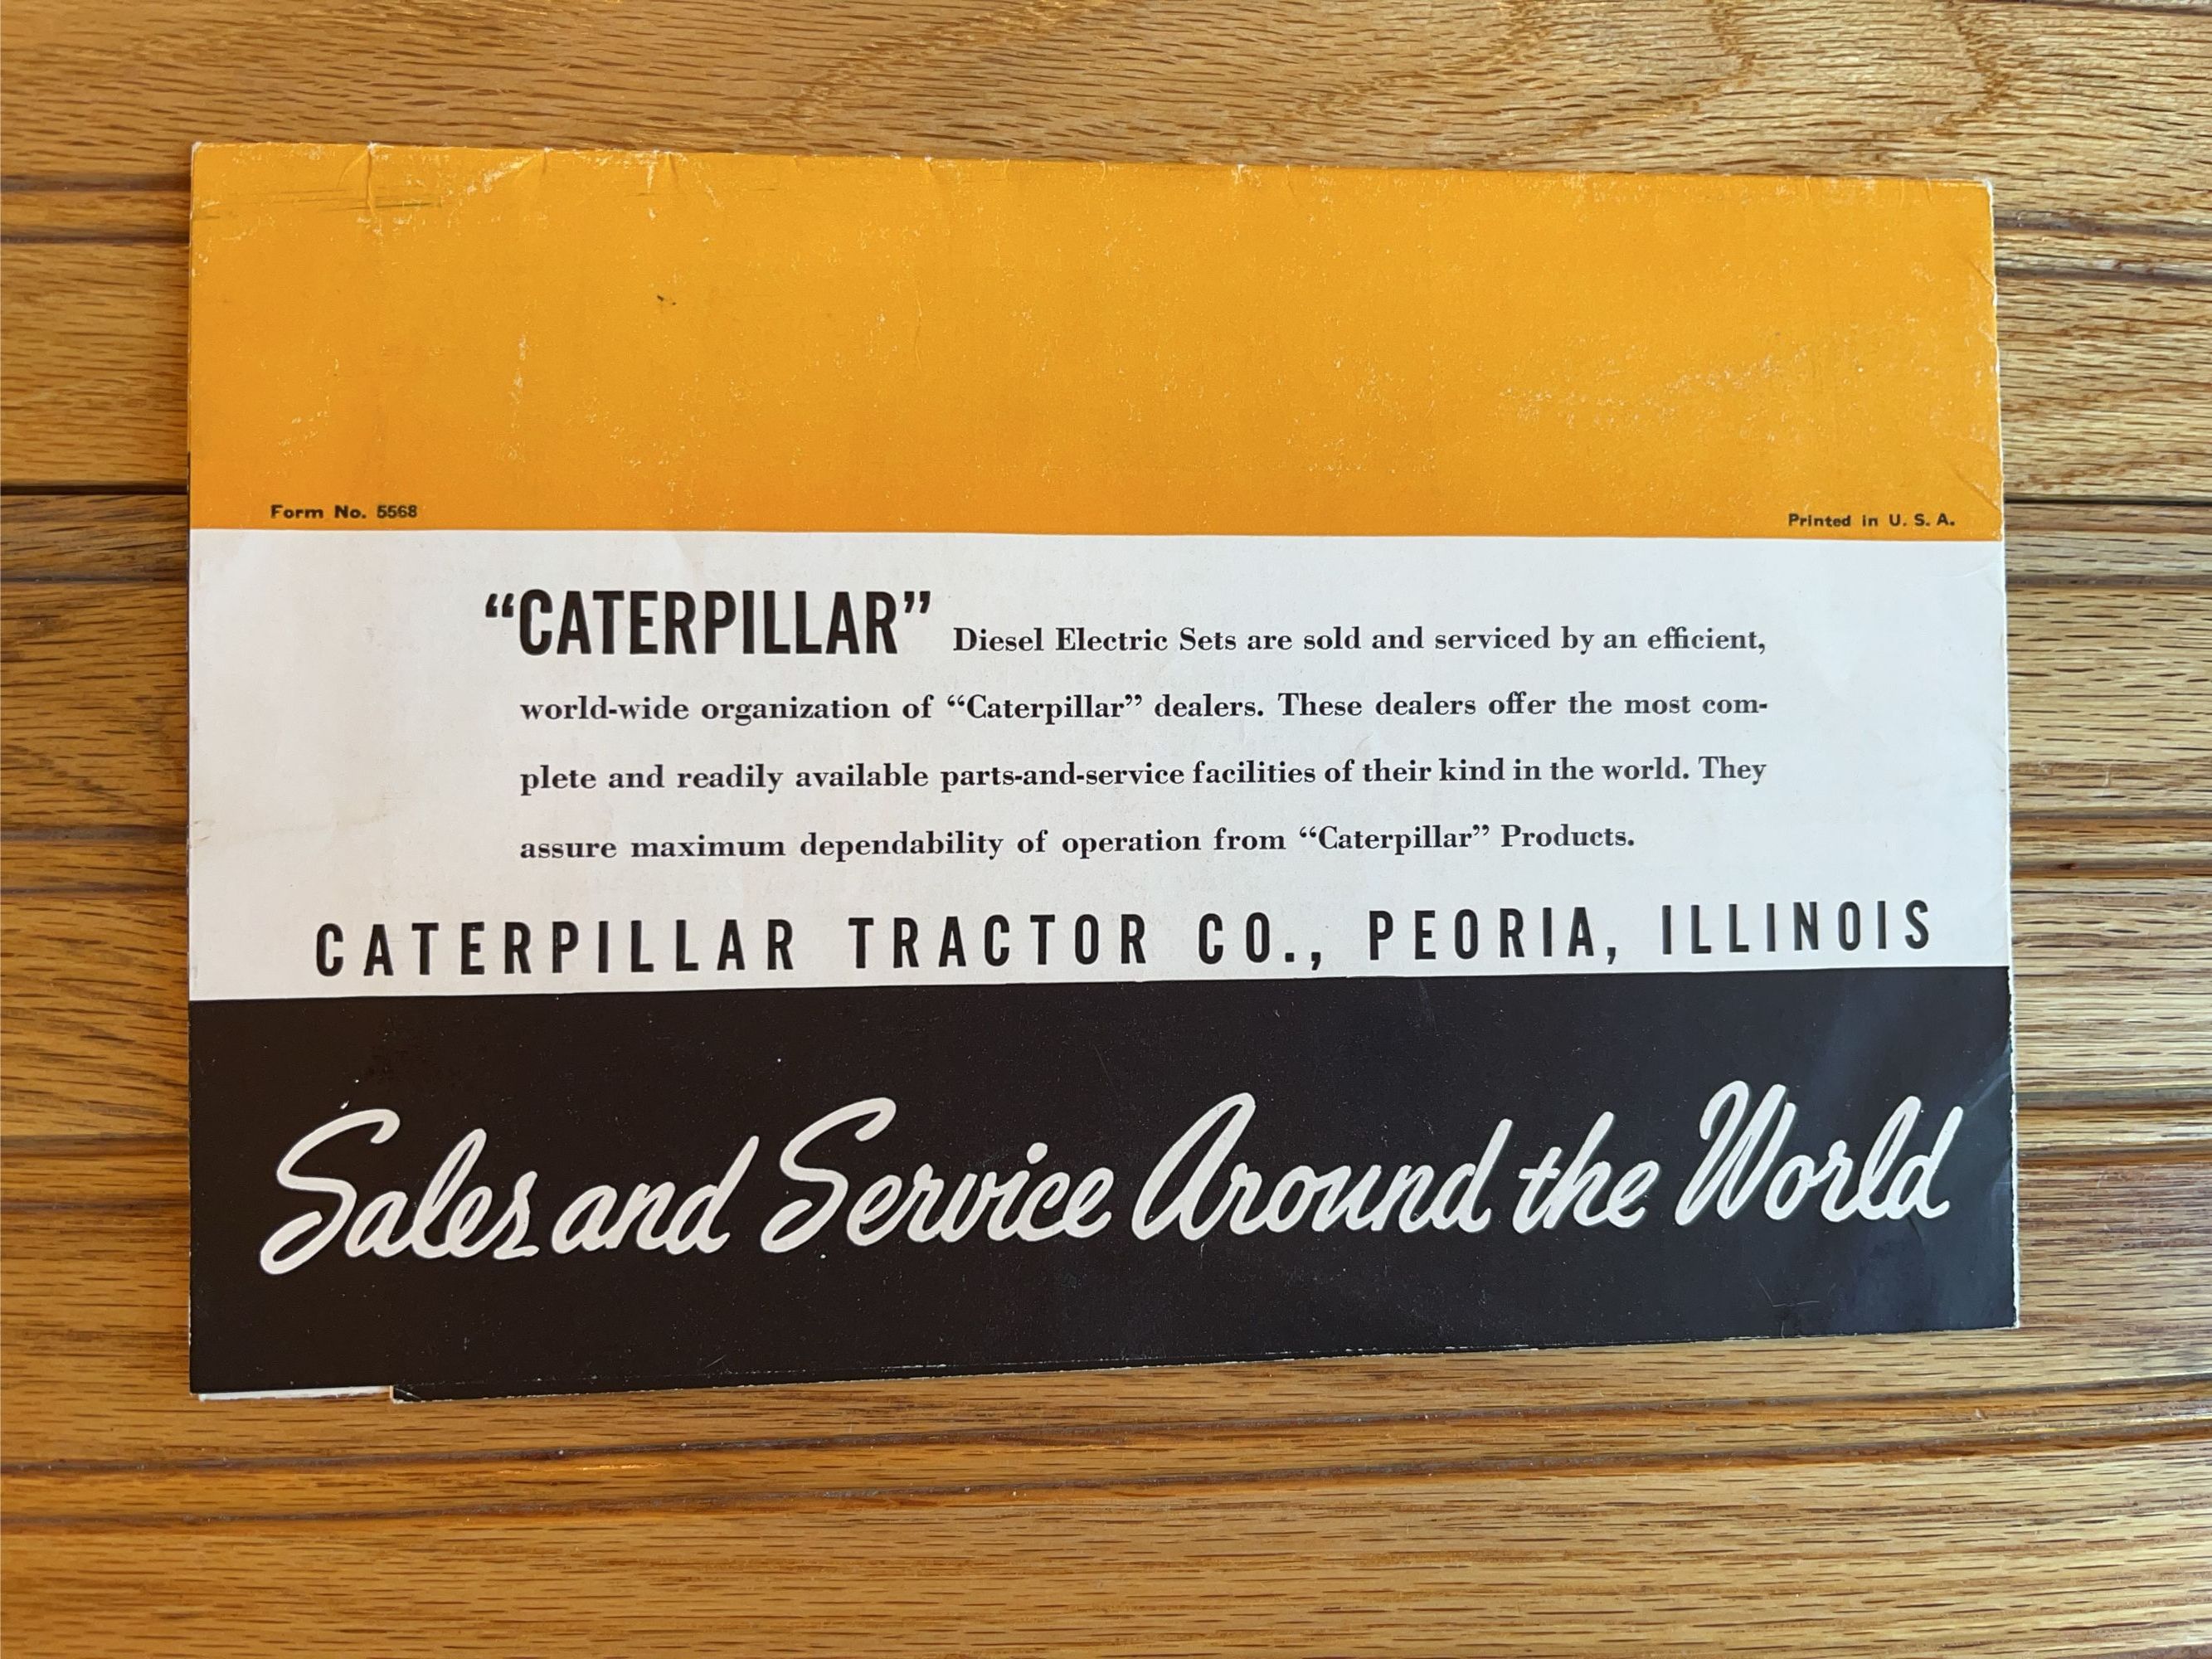 Form No. 5568
Printed in U. S. A.
“CATERPILLAR” Diesel Electric Sets are sold and serviced by an efficient,
world-wide organization of “Caterpillar” dealers. These dealers offer the most com-
plete and readily available parts-and-service facilities of their kind in the world. They
assure maximum dependability of operation from “Caterpillar” Products.
CATERPILLAR TRACTOR CO., PEORIA, ILLINOIS
Sales and Service Around the World